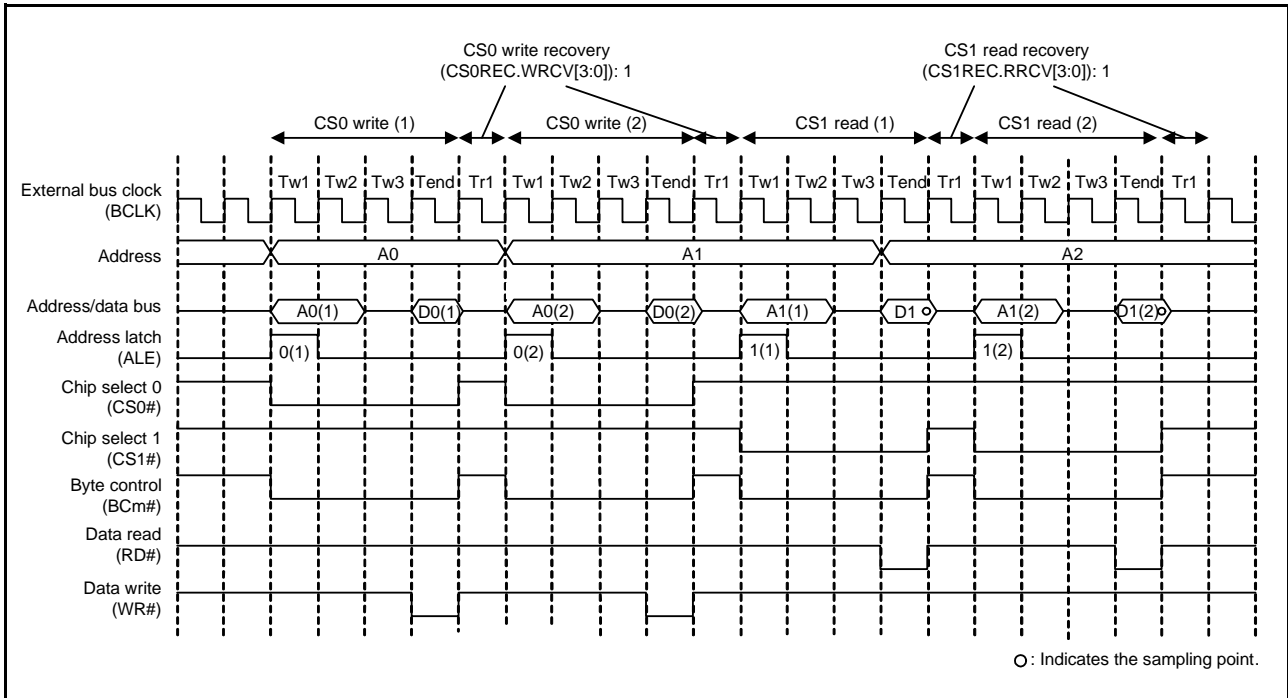 CS0 write recovery
(CS0REC.WRCV[3:0]): 1
CS1 read recovery
(CS1REC.RRCV[3:0]): 1
CS0 write (1)
CS0 write (2)
CS1 read (1)
CS1 read (2)
Tw1 Tw2 Tw3 Tend Tr1 Tw1 Tw2 Tw3 Tend Tr1 Tw1 Tw2 Tw3 Tend Tr1 Tw1 Tw2 Tw3 Tend Tr1
External bus clock
(BCLK)
Address
A0 A1 A2
Address/data bus
A0(1) D0(1) A0(2) D0(2) A1(1) D1 A1(2) D1(2)
Address latch
(ALE)
0(1) 0(2) 1(1) 1(2)
Chip select 0
(CS0#)
Chip select 1
(CS1#)
Byte control
(BCm#)
Data read
(RD#)
Data write
(WR#)
: Indicates the sampling point.